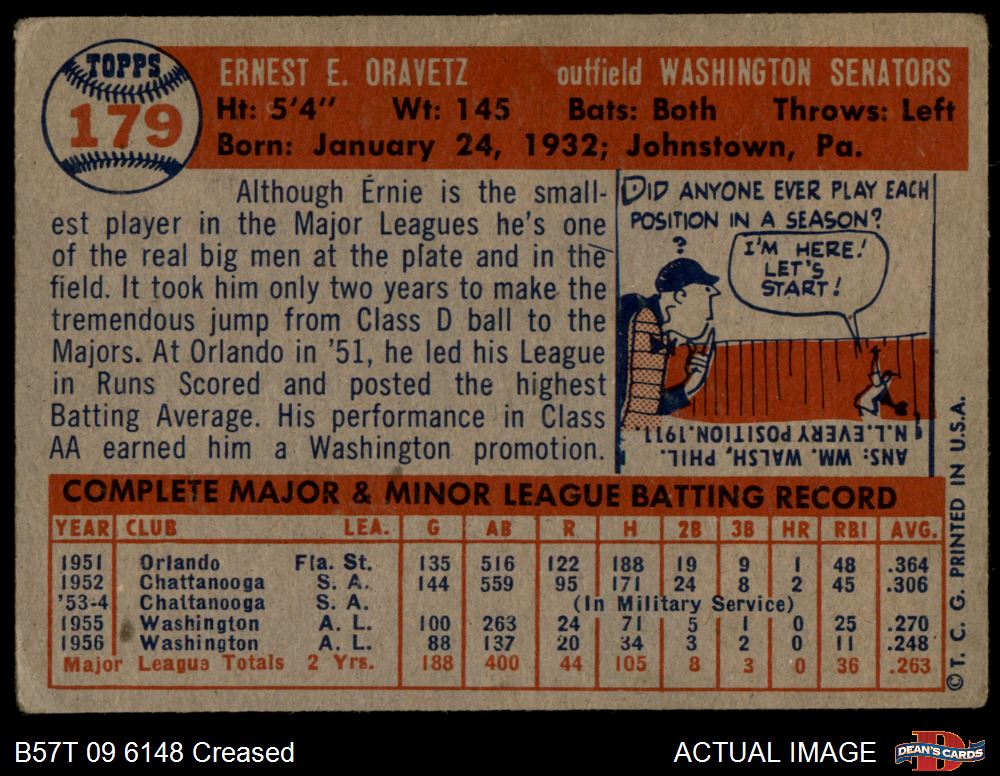 TOPPS
179
ERNEST E. ORAVETZ outfield WASHINGTON SENATORS
Ht: 5'4" Wt: 145 Bats: Both Throws: Left
Born: January 24, 1932; Johnstown, Pa.
Although Ernie is the small-
est player in the Major Leagues he's one
of the real big men at the plate and in the
field. It took him only two years to make the
tremendous jump from Class D ball to the
Majors. At Orlando in '51, he led his League
in Runs Scored and posted the highest
Batting Average. His performance in Class
AA earned him a Washington promotion.
DID ANYONE EVER PLAY EACH
POSITION IN A SEASON?
?
I'M HERE!
LET'S
START!
ANS: WM. WALSH, PHIL.
N.L. EVERY POSITION. 1911.
COMPLETE MAJOR & MINOR LEAGUE BATTING RECORD
YEAR CLUB LEA. G AB R H 2B 3B HR RBI AVG.
1951 Orlando Fla. St. 135 516 122 188 19 9 1 48 .364
1952 Chattanooga S. A. 144 559 95 171 24 8 2 45 .306
'53-4 Chattanooga S. A. (In Military Service)
1955 Washington A. L. 100 263 24 71 5 1 0 25 .270
1956 Washington A. L. 88 137 20 34 3 2 0 11 .248
Major League Totals 2 Yrs. 188 400 44 105 8 3 0 36 .263
© T. C. G. PRINTED IN U.S.A.
B57T 09 6148 Creased
ACTUAL IMAGE
D
DEAN'S CARDS